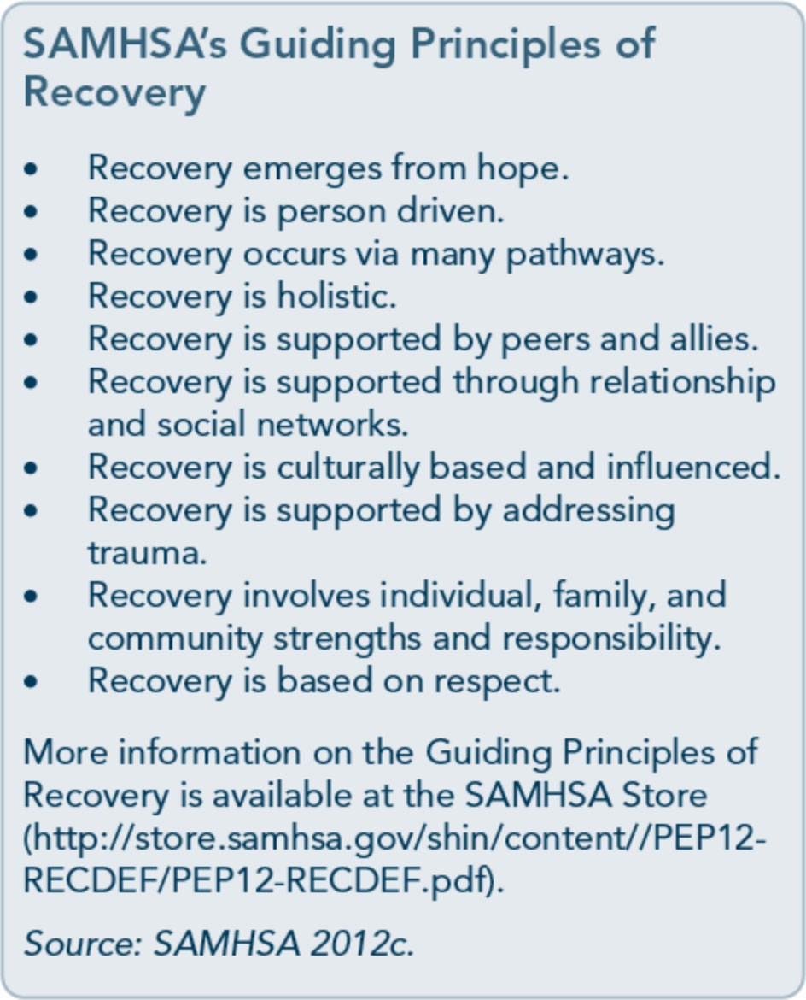 SAMHSA’s Guiding Principles of
Recovery
• Recovery emerges from hope.
• Recovery is person driven.
• Recovery occurs via many pathways.
• Recovery is holistic.
• Recovery is supported by peers and allies.
• Recovery is supported through relationship
and social networks.
• Recovery is culturally based and influenced.
• Recovery is supported by addressing
trauma.
• Recovery involves individual, family, and
community strengths and responsibility.
• Recovery is based on respect.
More information on the Guiding Principles of
Recovery is available at the SAMHSA Store
(http://store.samhsa.gov/shin/content//PEP12-
RECDEF/PEP12-RECDEF.pdf).
Source: SAMHSA 2012c.